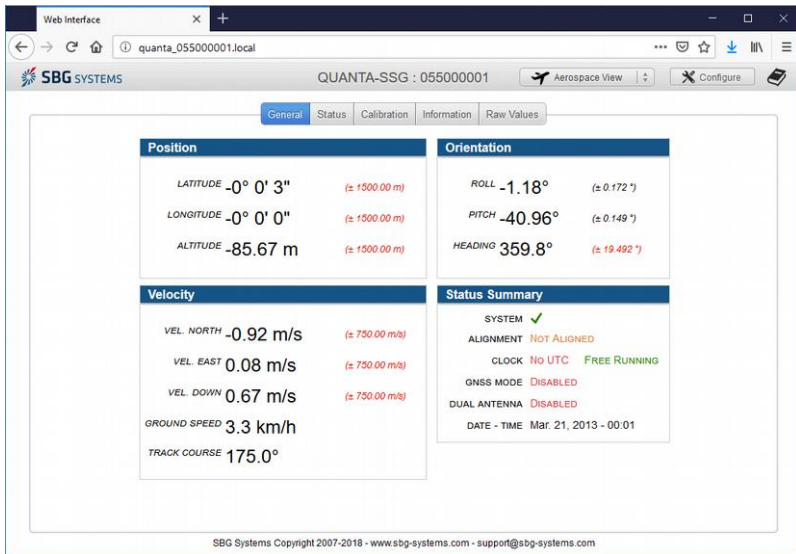 Web Interface
quanta_055000001.local
SBG SYSTEMS
QUANTA-SSG : 055000001
Aerospace View
Configure
General Status Calibration Information Raw Values
Position
LATITUDE -0° 0' 3" (± 1500.00 m)
LONGITUDE -0° 0' 0" (± 1500.00 m)
ALTITUDE -85.67 m (± 1500.00 m)
Orientation
ROLL -1.18° (± 0.172 °)
PITCH -40.96° (± 0.149 °)
HEADING 359.8° (± 19.492 °)
Velocity
VEL. NORTH -0.92 m/s (± 750.00 m/s)
VEL. EAST 0.08 m/s (± 750.00 m/s)
VEL. DOWN 0.67 m/s (± 750.00 m/s)
GROUND SPEED 3.3 km/h
TRACK COURSE 175.0°
Status Summary
SYSTEM ✓
ALIGNMENT NOT ALIGNED
CLOCK NO UTC FREE RUNNING
GNSS MODE DISABLED
DUAL ANTENNA DISABLED
DATE - TIME Mar. 21, 2013 - 00:01
SBG Systems Copyright 2007-2018 - www.sbg-systems.com - support@sbg-systems.com